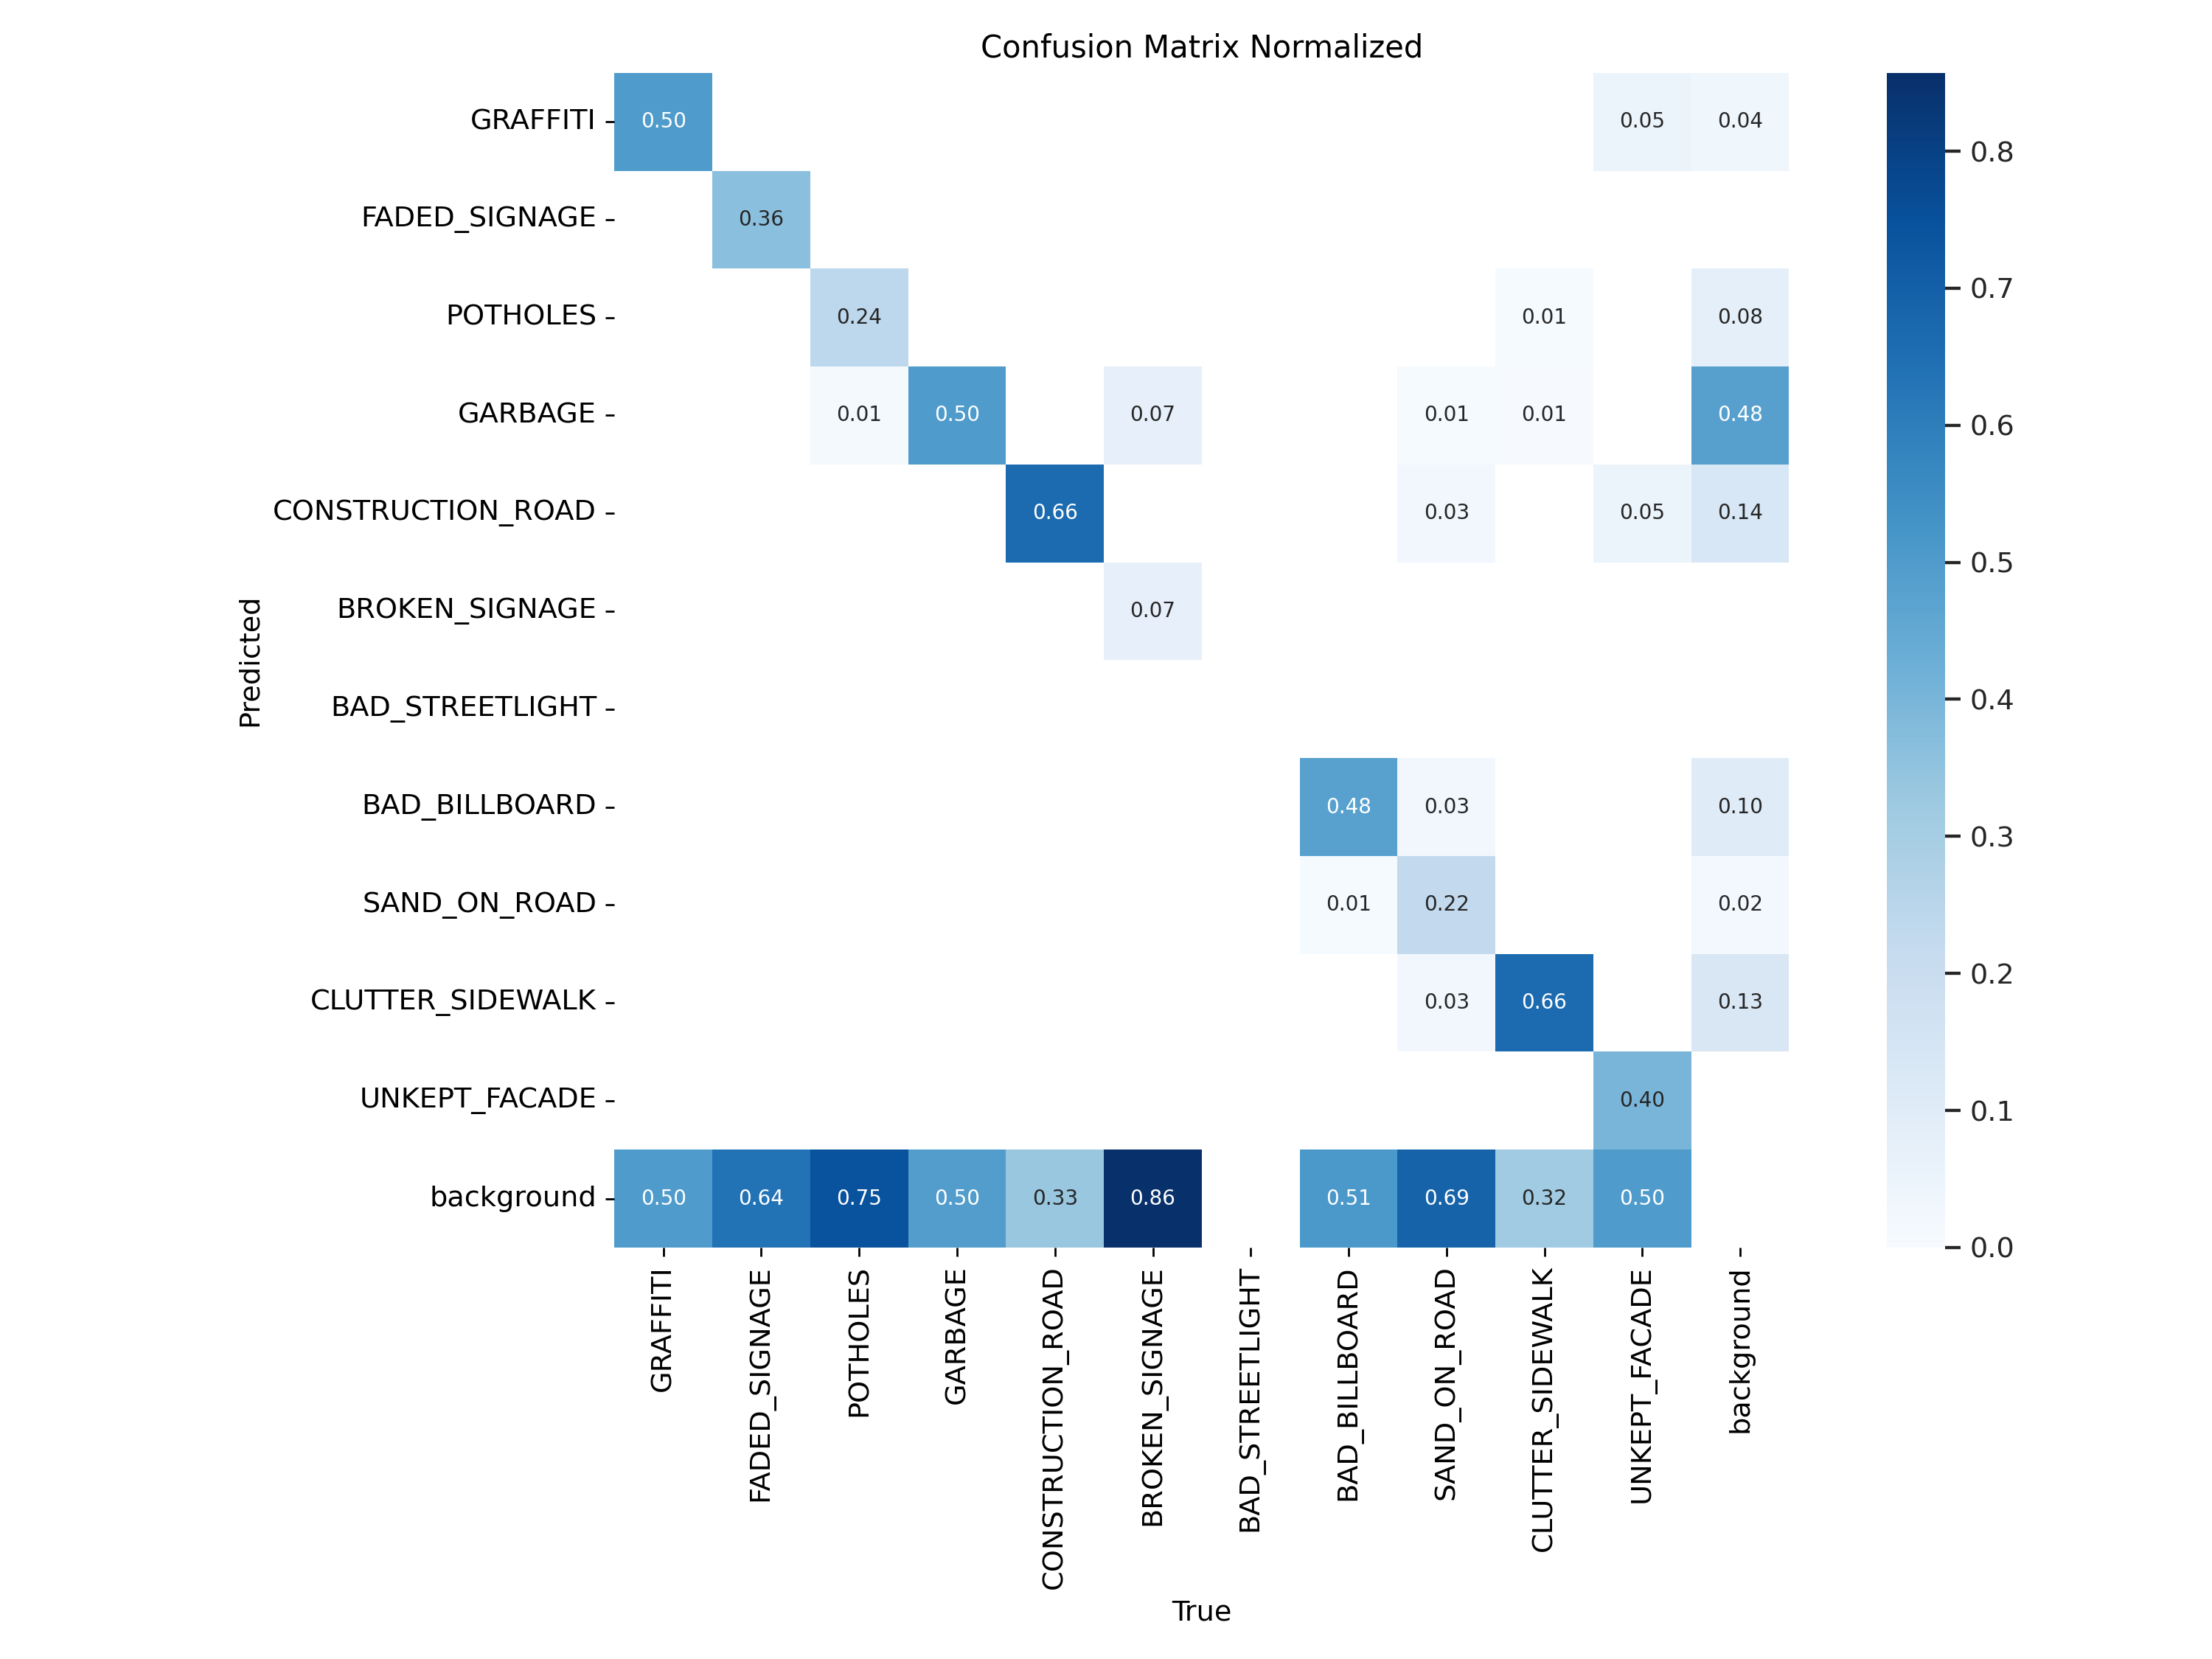 Confusion Matrix Normalized
GRAFFITI 0.50 0.05 0.04
FADED_SIGNAGE 0.36
POTHOLES 0.24 0.01 0.08
GARBAGE 0.01 0.50 0.07 0.01 0.01 0.48
CONSTRUCTION_ROAD 0.66 0.03 0.05 0.14
BROKEN_SIGNAGE 0.07
BAD_STREETLIGHT
BAD_BILLBOARD 0.48 0.03 0.10
SAND_ON_ROAD 0.01 0.22 0.02
CLUTTER_SIDEWALK 0.03 0.66 0.13
UNKEPT_FACADE 0.40
background 0.50 0.64 0.75 0.50 0.33 0.86 0.51 0.69 0.32 0.50
Predicted
GRAFFITI
FADED_SIGNAGE
POTHOLES
GARBAGE
CONSTRUCTION_ROAD
BROKEN_SIGNAGE
BAD_STREETLIGHT
BAD_BILLBOARD
SAND_ON_ROAD
CLUTTER_SIDEWALK
UNKEPT_FACADE
background
True
0.8
0.7
0.6
0.5
0.4
0.3
0.2
0.1
0.0